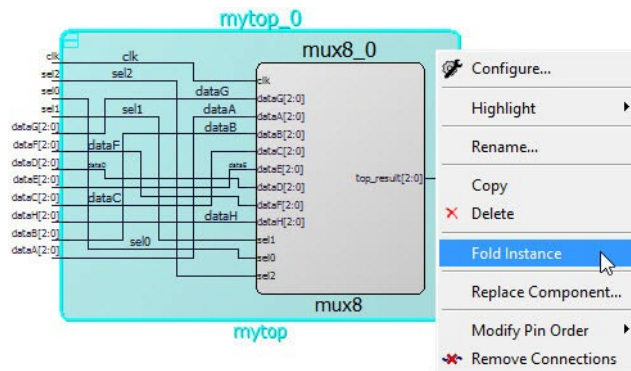 mytop_0
mux8_0
clk
sel2
sel0
sel1
dataG[2:0]
dataF[2:0]
dataD[2:0]
dataE[2:0]
dataC[2:0]
dataH[2:0]
dataB[2:0]
dataA[2:0]
clk
sel2
dataG
sel1
dataA
dataB
dataF
dataD
dataE
dataC
dataH
sel0
clk
dataG[2:0]
dataA[2:0]
dataB[2:0]
dataC[2:0]
dataE[2:0]
dataD[2:0]
dataF[2:0]
dataH[2:0]
sel1
sel0
sel2
top_result[2:0]
mux8
mytop
Configure...
Highlight
Rename...
Copy
Delete
Fold Instance
Replace Component...
Modify Pin Order
Remove Connections